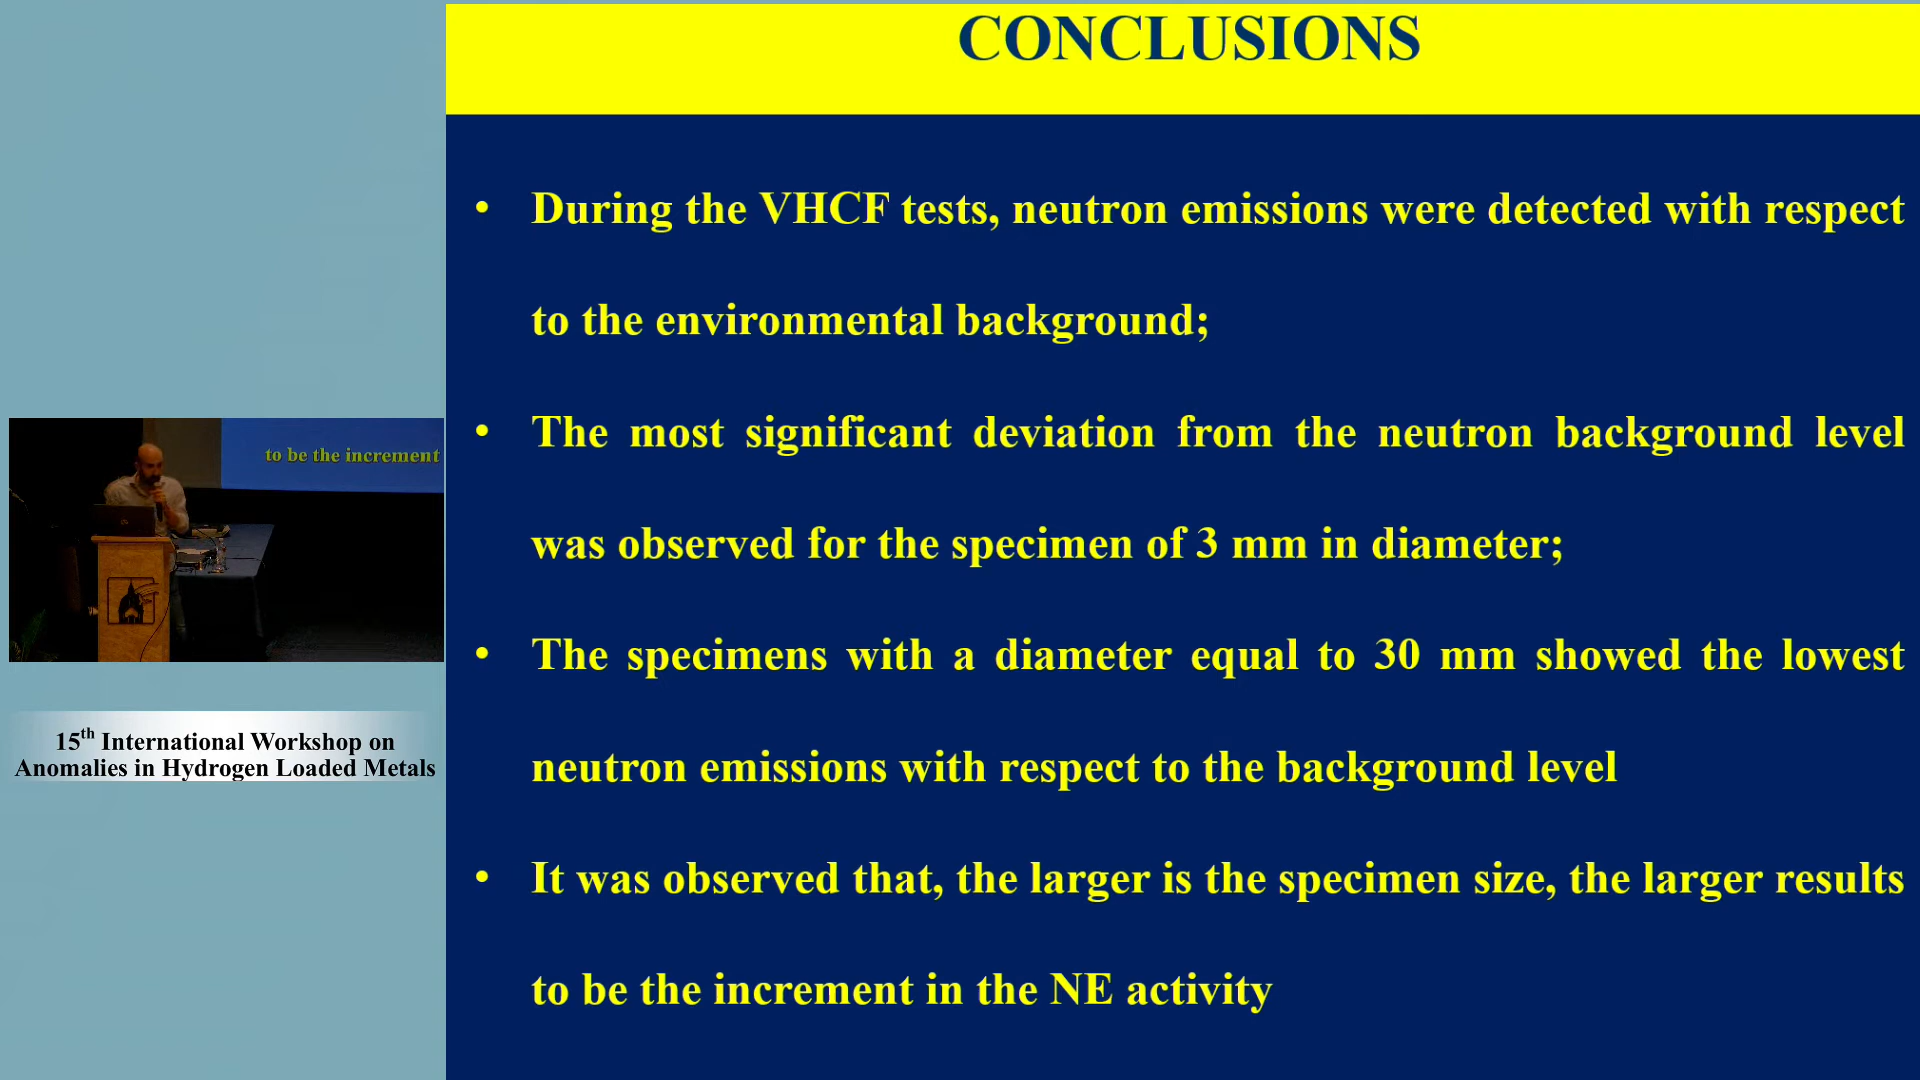 CONCLUSIONS
• During the VHCF tests, neutron emissions were detected with respect
to the environmental background;
• The most significant deviation from the neutron background level
was observed for the specimen of 3 mm in diameter;
• The specimens with a diameter equal to 30 mm showed the lowest
neutron emissions with respect to the background level
• It was observed that, the larger is the specimen size, the larger results
to be the increment in the NE activity
to be the increment
15th International Workshop on
Anomalies in Hydrogen Loaded Metals